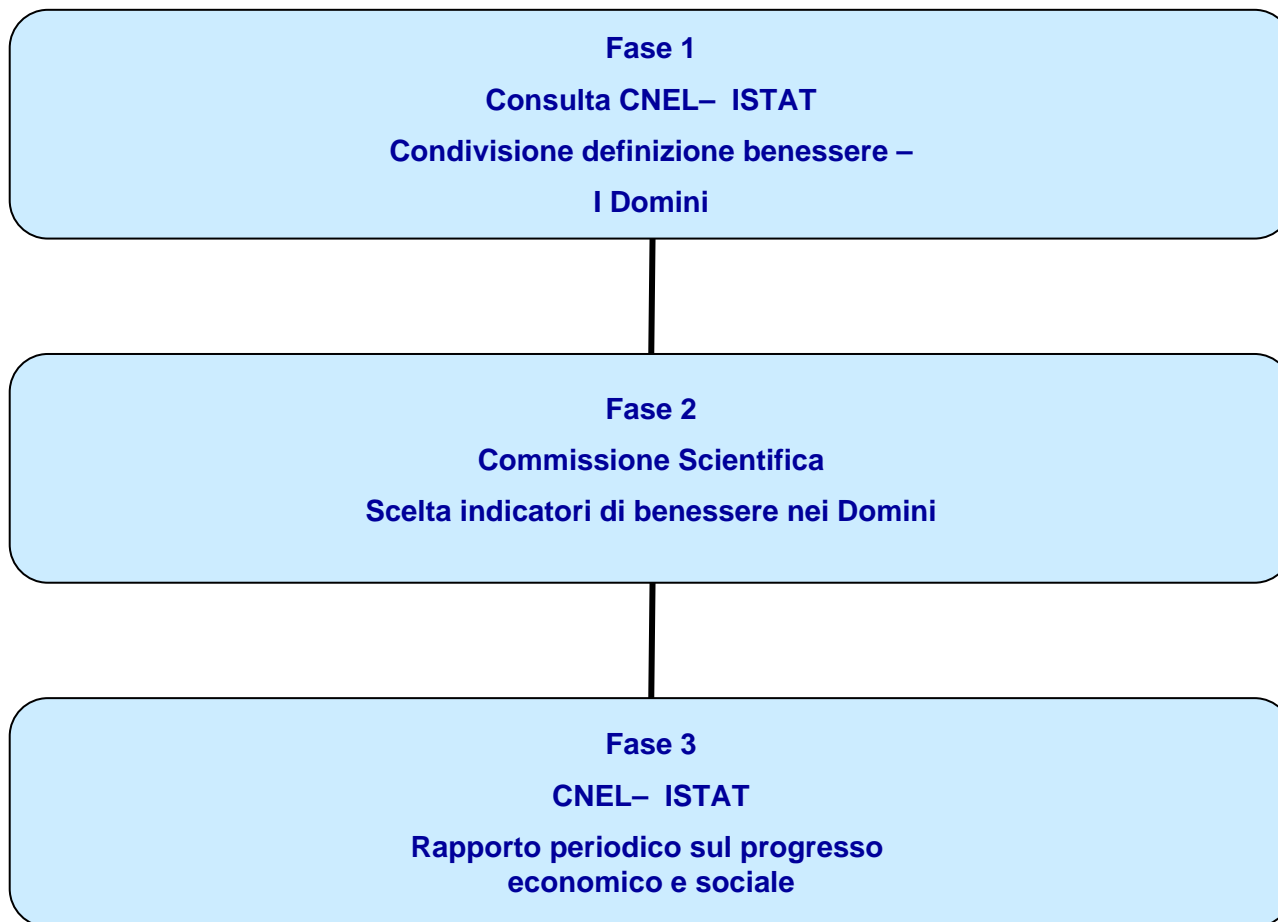 Fase 1
Consulta CNEL– ISTAT
Condivisione definizione benessere –
I Domini
Fase 2
Commissione Scientifica
Scelta indicatori di benessere nei Domini
Fase 3
CNEL– ISTAT
Rapporto periodico sul progresso
economico e sociale